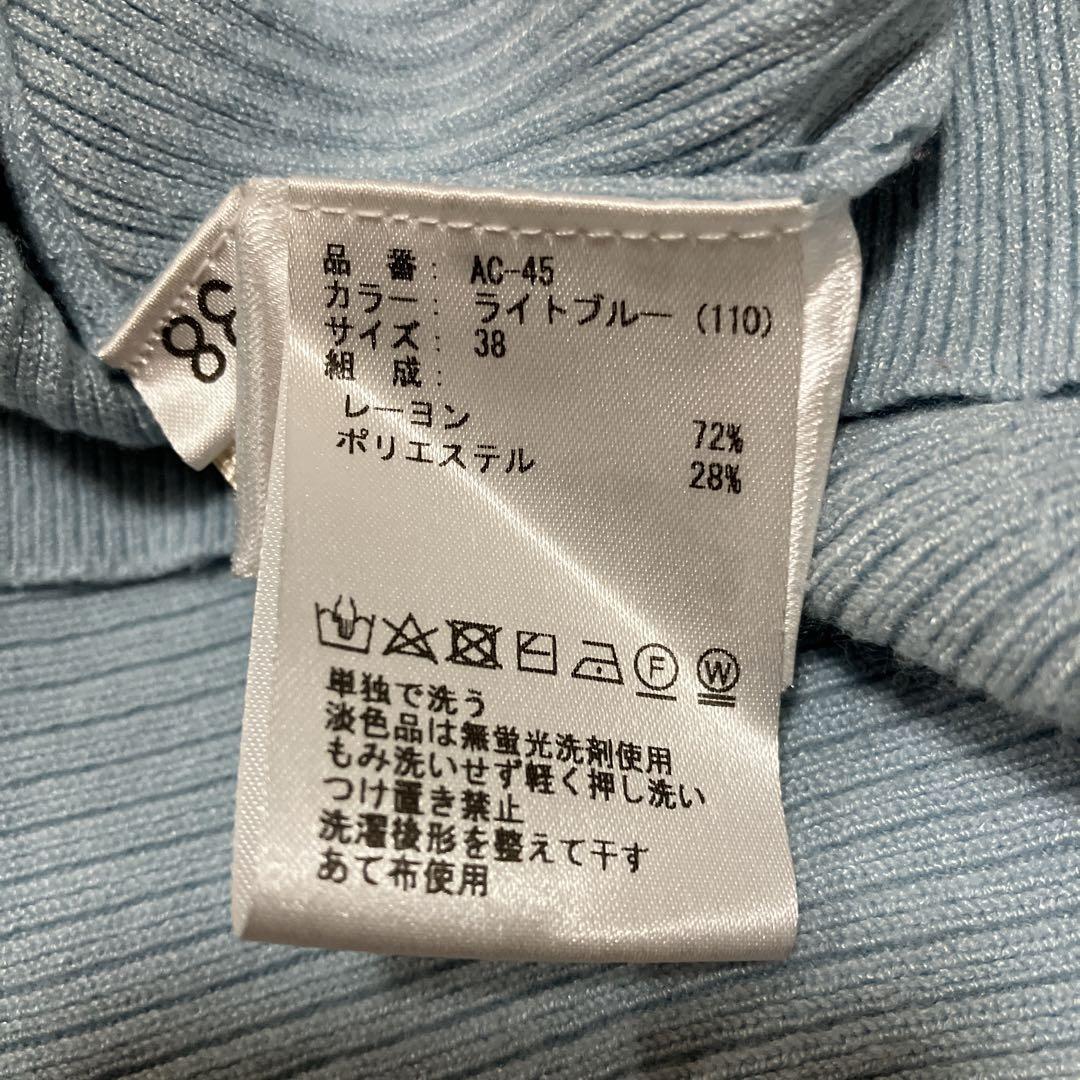 品 番: AC-45
カラー: ライトブルー (110)
サイズ: 38
組 成:
レーヨン 72%
ポリエステル 28%
F W
単独で洗う
淡色品は無蛍光洗剤使用
もみ洗いせず軽く押し洗い
つけ置き禁止
洗濯後形を整えて干す
あて布使用
38